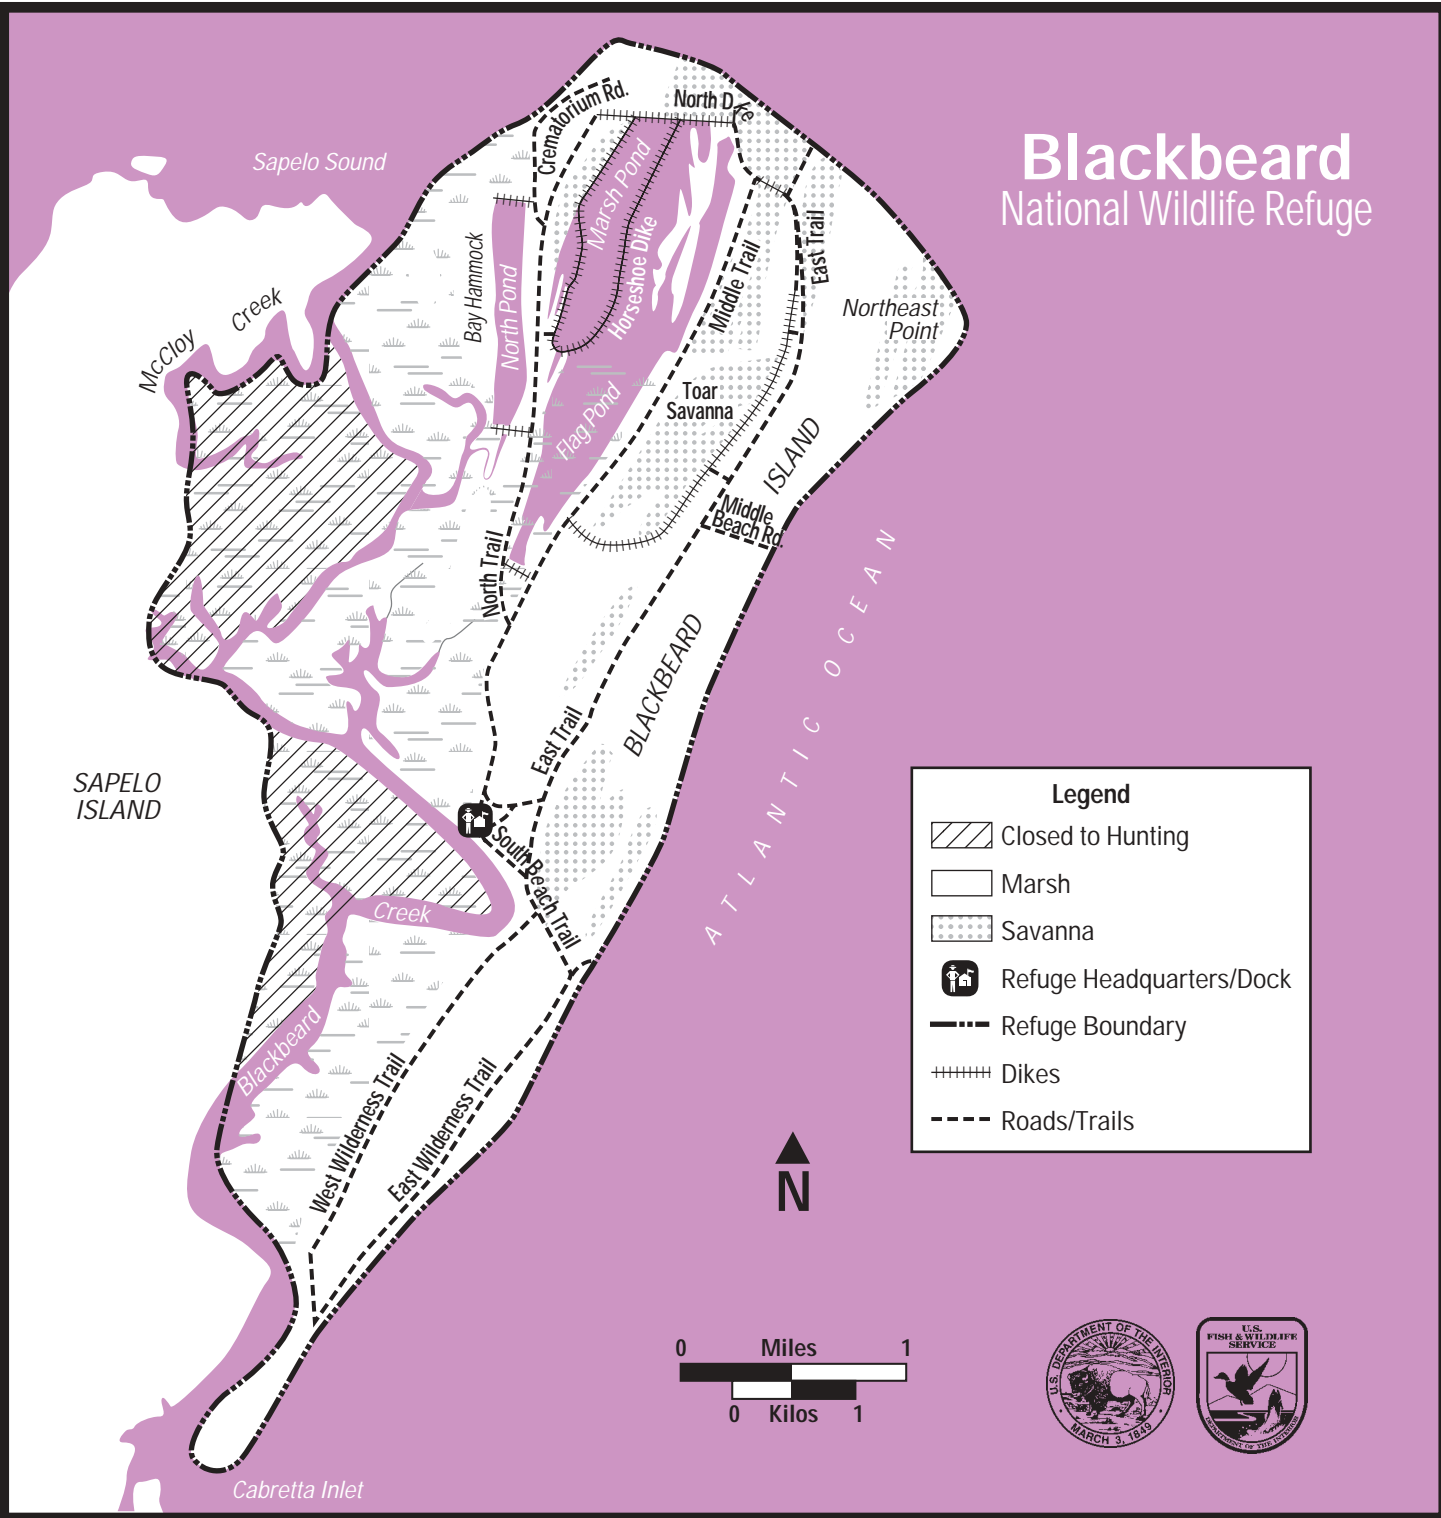 Blackbeard
National Wildlife Refuge
Sapelo Sound
Crematorium Rd.
North Dike
McCloy
Creek
Bay Hammock
North Pond
Marsh Pond
Horseshoe Dike
Middle Trail
East Trail
Northeast
Point
Flag Pond
Toar
Savanna
ISLAND
Middle
Beach Rd.
North Trail
BLACKBEARD
ATLANTIC OCEAN
East Trail
SAPELO
ISLAND
South Beach Trail
Creek
Blackbeard
West Wilderness Trail
East Wilderness Trail
Cabretta Inlet
Legend
Closed to Hunting
Marsh
Savanna
Refuge Headquarters/Dock
Refuge Boundary
Dikes
Roads/Trails
N
0 Miles 1
0 Kilos 1
U.S. DEPARTMENT OF THE INTERIOR
MARCH 3, 1849
U.S.
FISH & WILDLIFE
SERVICE
DEPARTMENT OF THE INTERIOR